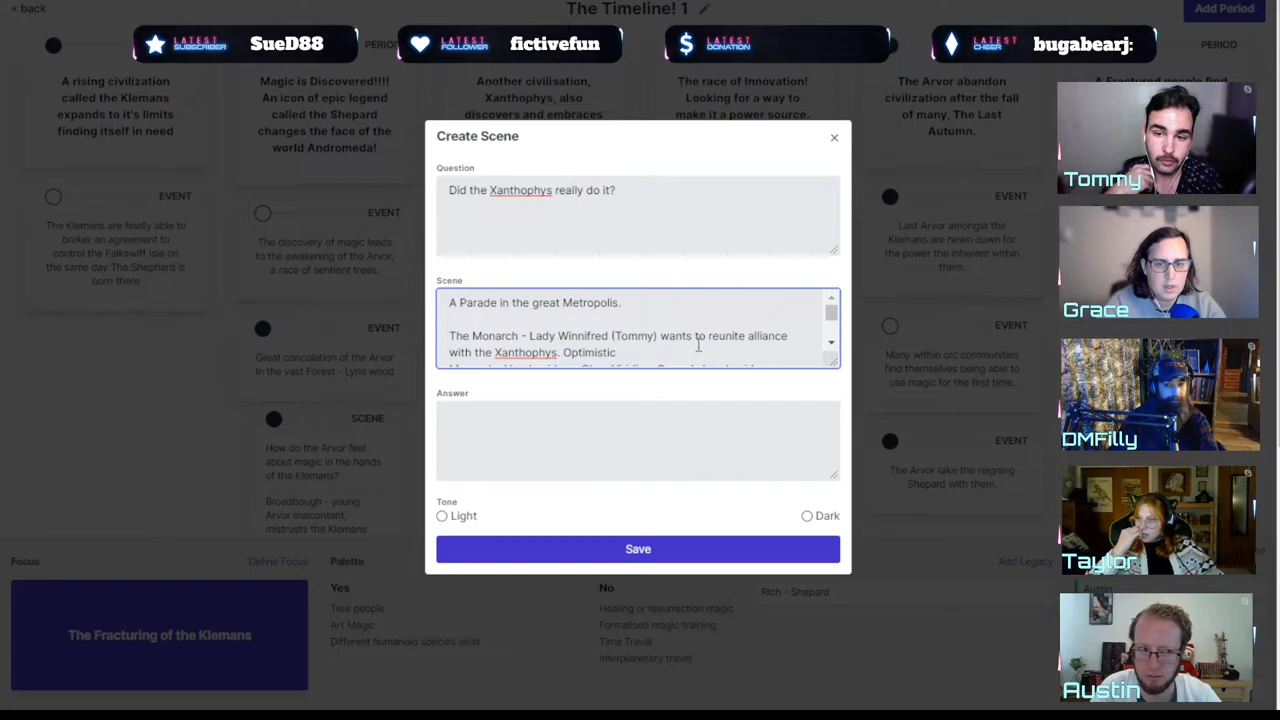 < back
The Timeline! 1
Add Period
LATEST SUBSCRIBER
SueD88
LATEST FOLLOWER
fictivefun
LATEST DONATION
LATEST CHEER
bugabearj:
PERIOD
A rising civilization
called the Klemans
expands to it's limits
finding itself in need
Magic is Discovered!!!!
An icon of epic legend
called the Shepard
changes the face of the
world Andromeda!
Another civilisation,
Xanthophys, also
discovers and embraces
The race of Innovation!
Looking for a way to
make it a power source.
The Arvor abandon
civilization after the fall
of many, The Last
Autumn.
PERIOD
A Fractured people find
EVENT
The Klemans are finally able to
broker an agreement to
control the Falkswiff Isle on
the same day The Shepard is
born there
EVENT
The discovery of magic leads
to the awakening of the Arvor,
a race of sentient trees.
EVENT
Great concolation of the Arvor
In the vast Forest - Lyris wood
SCENE
How do the Arvor feel
about magic in the hands
of the Klemans?
Broadbough - young
Arvor malcontent,
mistrusts the Klemans
EVENT
Last Arvor amongst the
Klemans are hewn down for
the power the inherent within
them.
EVENT
Many within orc communities
find themselves being able to
use magic for the first time.
EVENT
The Arvor take the reigning
Shepard with them.
Create Scene
×
Question
Did the Xanthophys really do it?
Scene
A Parade in the great Metropolis.
The Monarch - Lady Winnifred (Tommy) wants to reunite alliance
with the Xanthophys. Optimistic
Answer
Tone
Light
Dark
Save
Focus
Define Focus
The Fracturing of the Klemans
Palette
Yes
Tree people
Art Magic
Different humanoid species exist
No
Healing or resurrection magic
Formalised magic training
Time Travel
Interplanetary travel
Add Legacy
Rich - Shepard
Austin
Tommy
Grace
DMFilly
Taylor
Austin